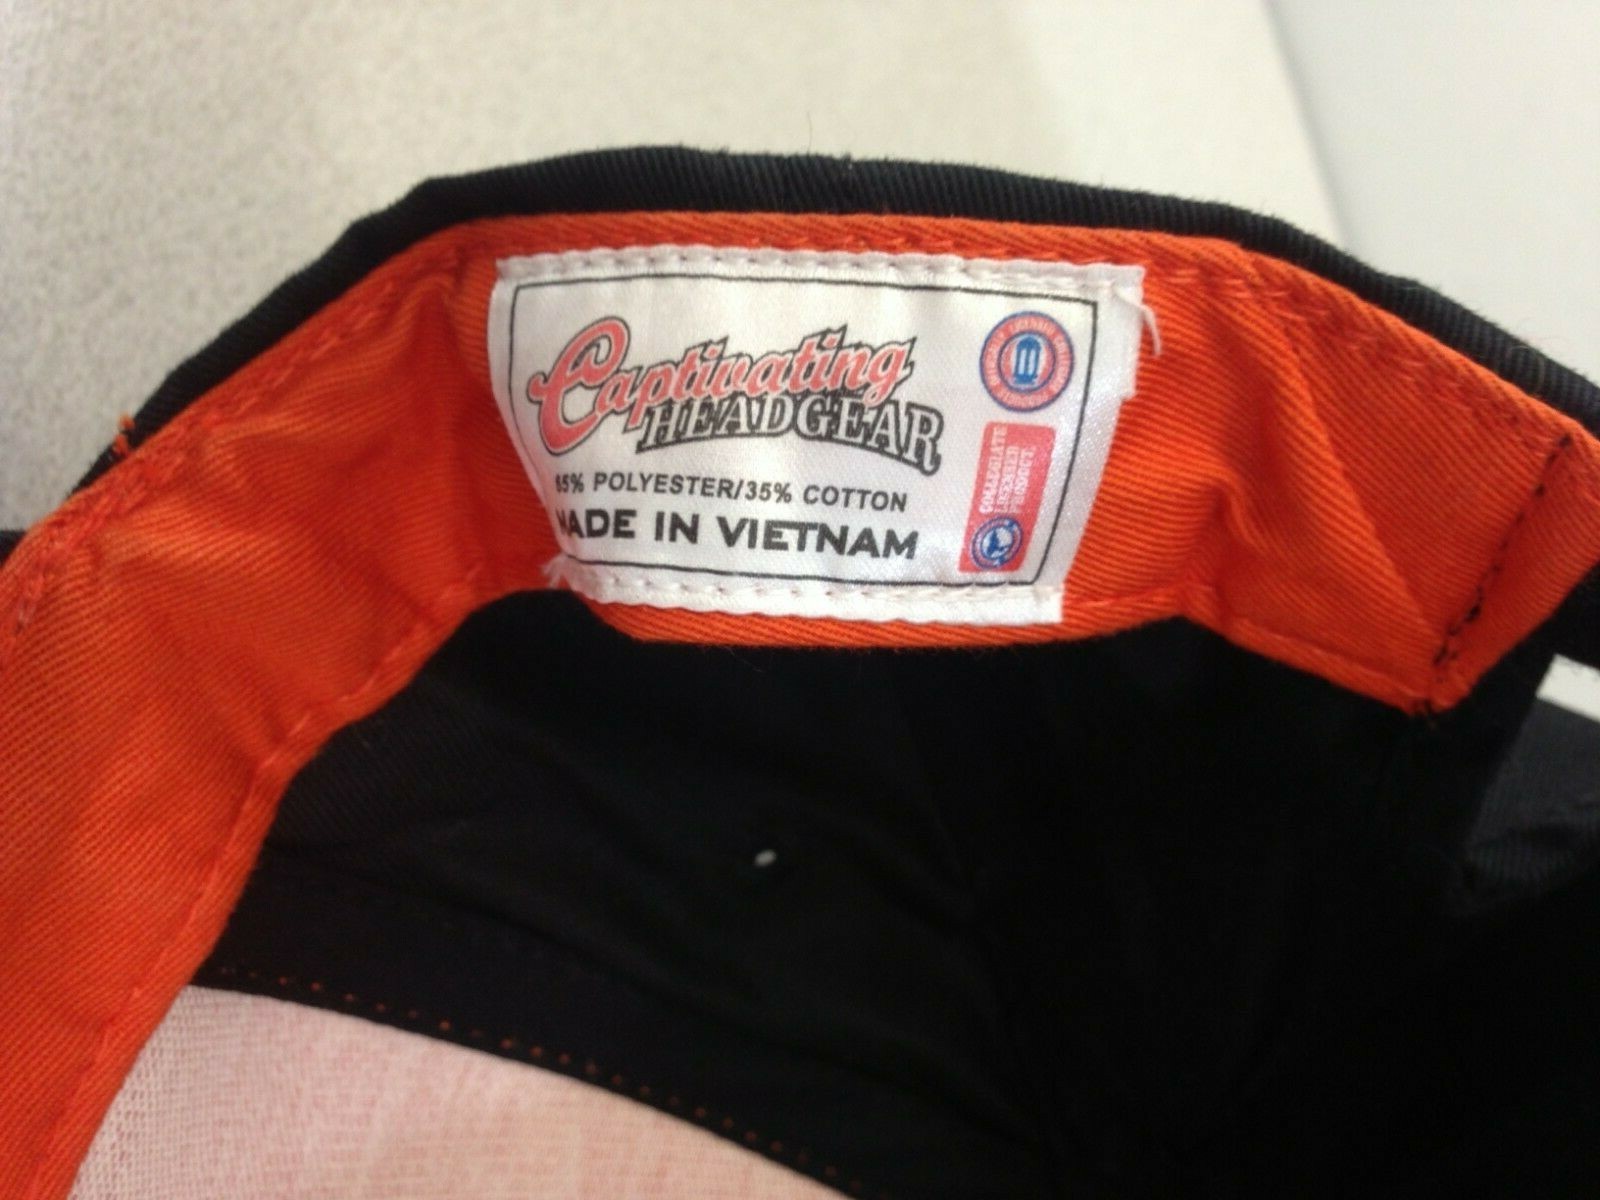 Captivating
HEADGEAR
65% POLYESTER/35% COTTON
MADE IN VIETNAM
COLLEGIATE
LICENSED
PRODUCT